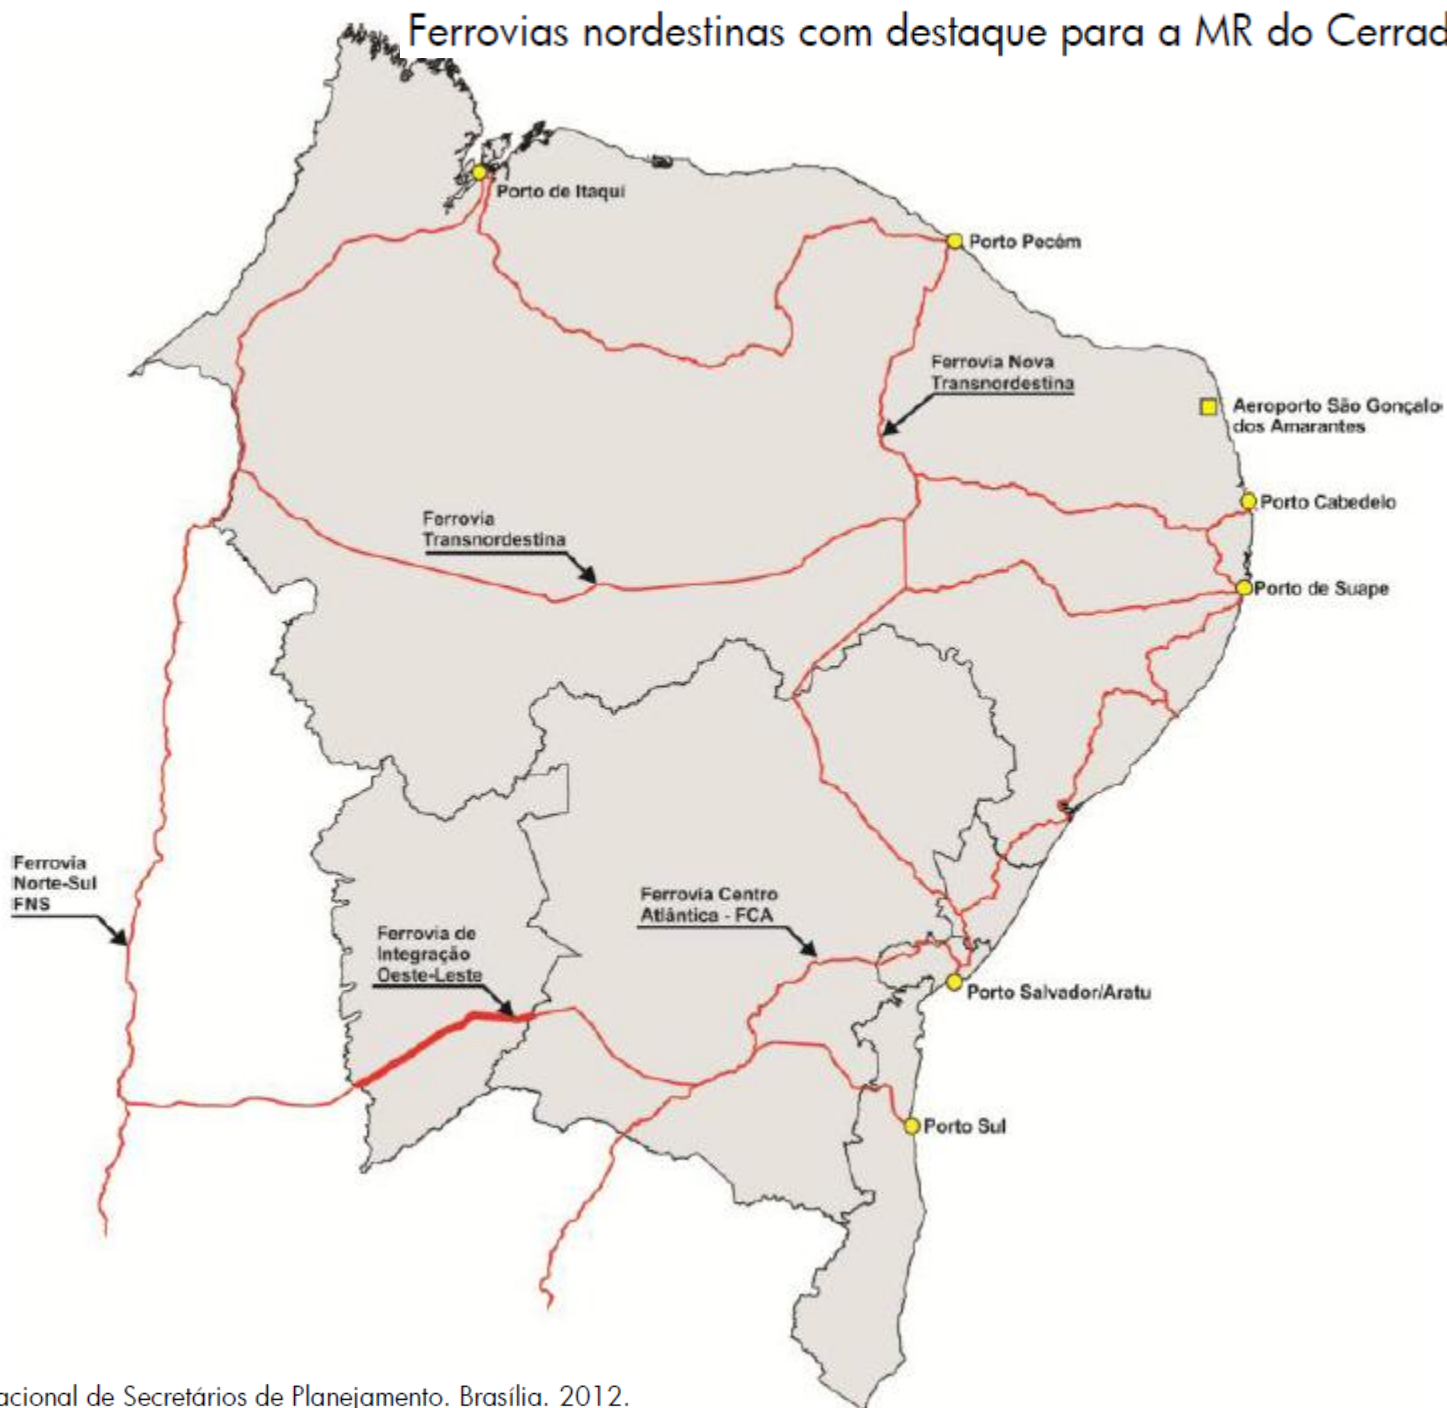 Ferrovias nordestinas com destaque para a MR do Cerrad
Porto de Itaqui
Porto Pecém
Ferrovia Nova
Transnordestina
Aeroporto São Gonçalo
dos Amarantes
Porto Cabedelo
Ferrovia
Transnordestina
Porto de Suape
Ferrovia
Norte-Sul
FNS
Ferrovia Centro
Atlântica - FCA
Ferrovia de
Integração
Oeste-Leste
Porto Salvador/Aratu
Porto Sul
acional de Secretários de Planejamento. Brasília. 2012.